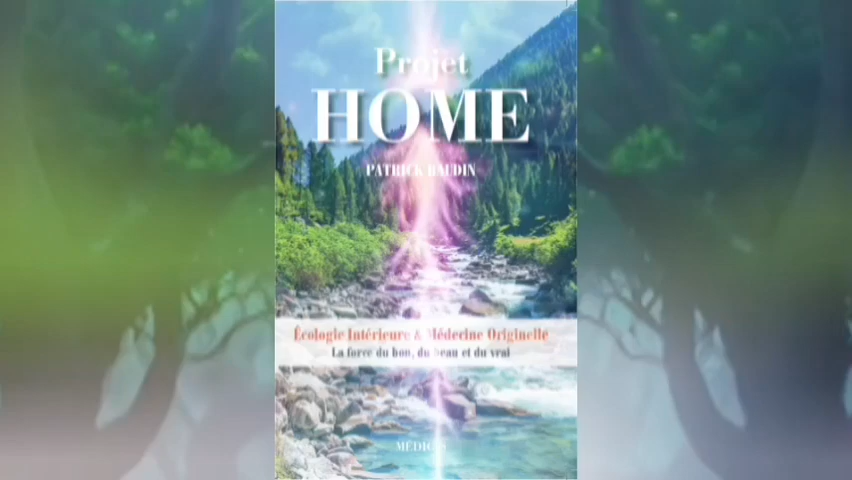 Projet
HOME
PATRICK BAUDIN
Écologie Intérieure & Médecine Originelle
La force du bon, du beau et du vrai